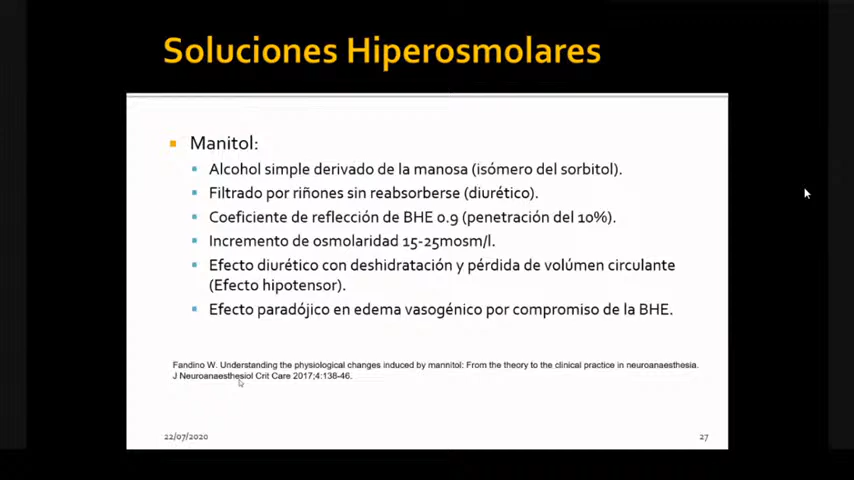 Soluciones Hiperosmolares
Manitol:
Alcohol simple derivado de la manosa (isómero del sorbitol).
Filtrado por riñones sin reabsorberse (diurético).
Coeficiente de reflección de BHE 0.9 (penetración del 10%).
Incremento de osmolaridad 15-25mosm/l.
Efecto diurético con deshidratación y pérdida de volúmen circulante
(Efecto hipotensor).
Efecto paradójico en edema vasogénico por compromiso de la BHE.
Fandino W. Understanding the physiological changes induced by mannitol: From the theory to the clinical practice in neuroanaesthesia.
J Neuroanaesthesiol Crit Care 2017;4:138-46.
22/07/2020
27